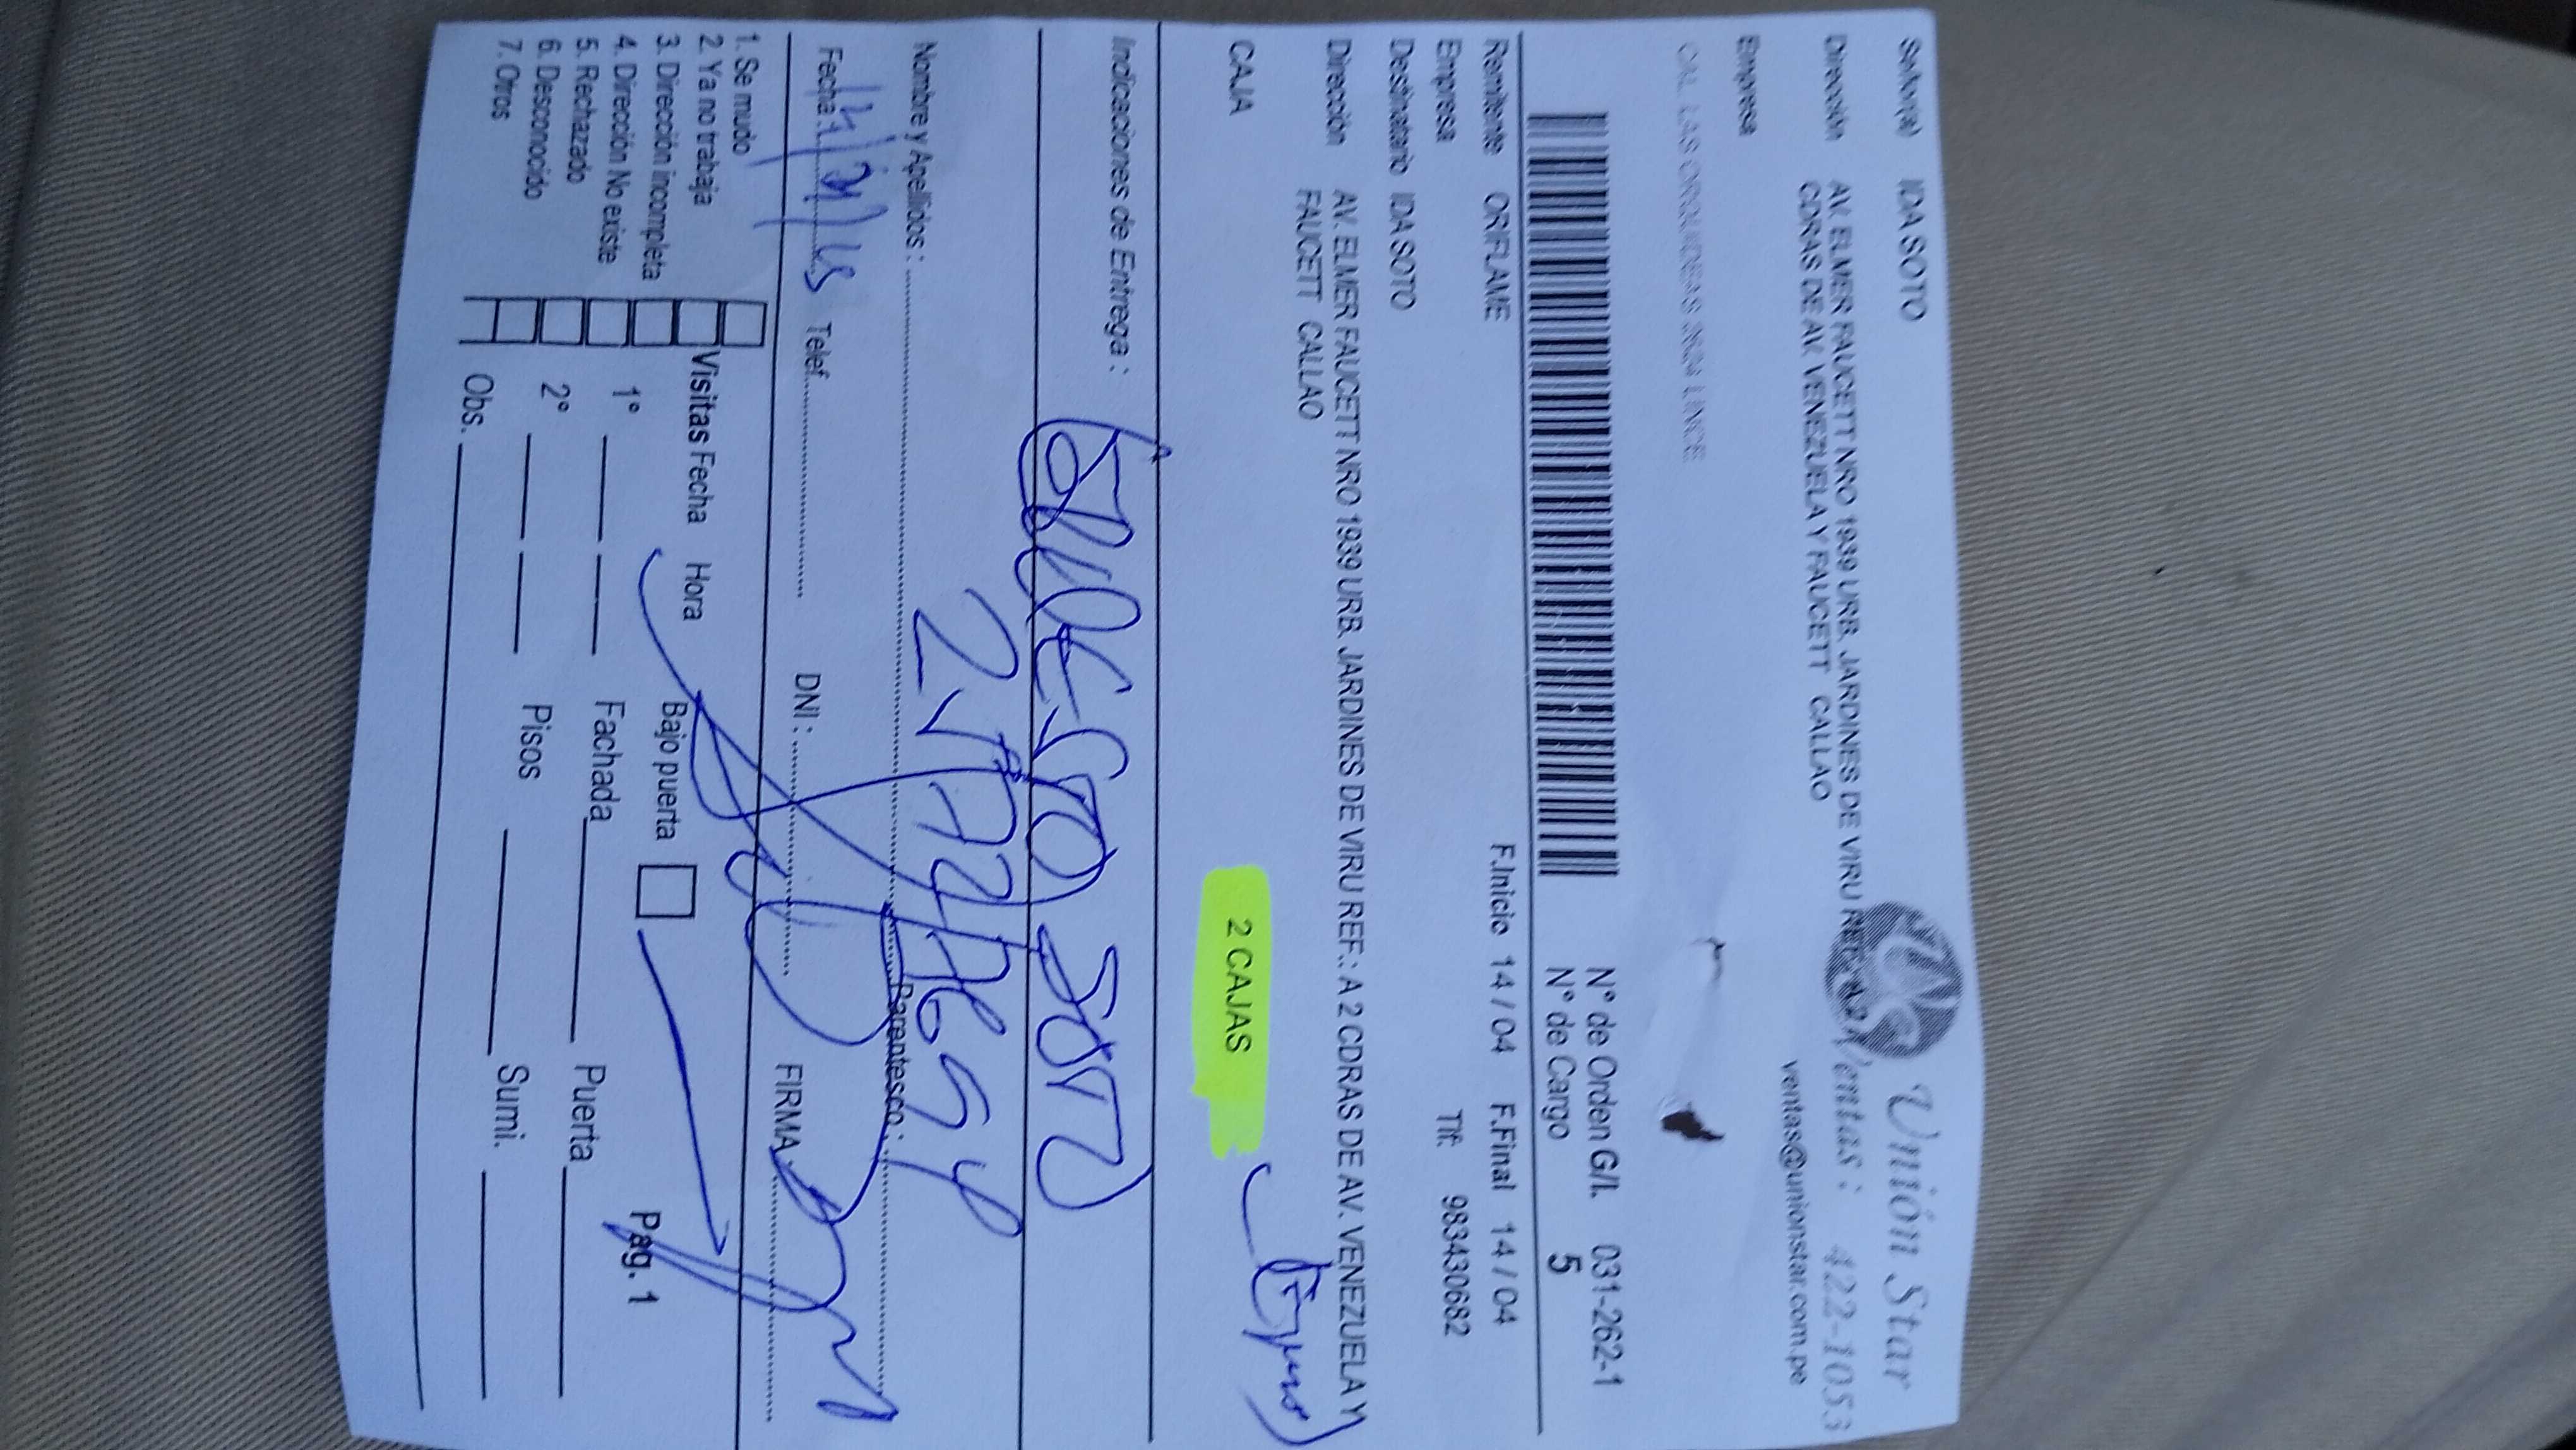 Unión Star
Señor(a) IDA SOTO
Ventas: 422-1053
Dirección AV. ELMER FAUCETT NRO 1939 URB. JARDINES DE VIRU REF.: A 2
CDRAS DE AV. VENEZUELA Y FAUCETT CALLAO
ventas@unionstar.com.pe
Empresa
CAL. LAS ORQUIDEAS LINCE
N° de Orden G/I. 031-262-1
N° de Cargo 5
Remitente ORIFLAME F.Inicio 14 / 04 F.Final 14 / 04
Empresa Tlf: 983430682
Destinatario IDA SOTO
Dirección AV. ELMER FAUCETT NRO 1939 URB. JARDINES DE VIRU REF.: A 2 CDRAS DE AV. VENEZUELA Y
FAUCETT CALLAO
CAJA 2 CAJAS
Indicaciones de Entrega :
SOTO
Nombre y Apellidos : Parentesco :
Fecha : Telef. DNI : FIRMA
1. Se mudo
2. Ya no trabaja Visitas Fecha Hora Bajo puerta Pag. 1
3. Dirección incompleta
4. Dirección No existe 1° Fachada Puerta
5. Rechazado
6. Desconocido 2° Pisos Sumi.
7. Otros Obs.